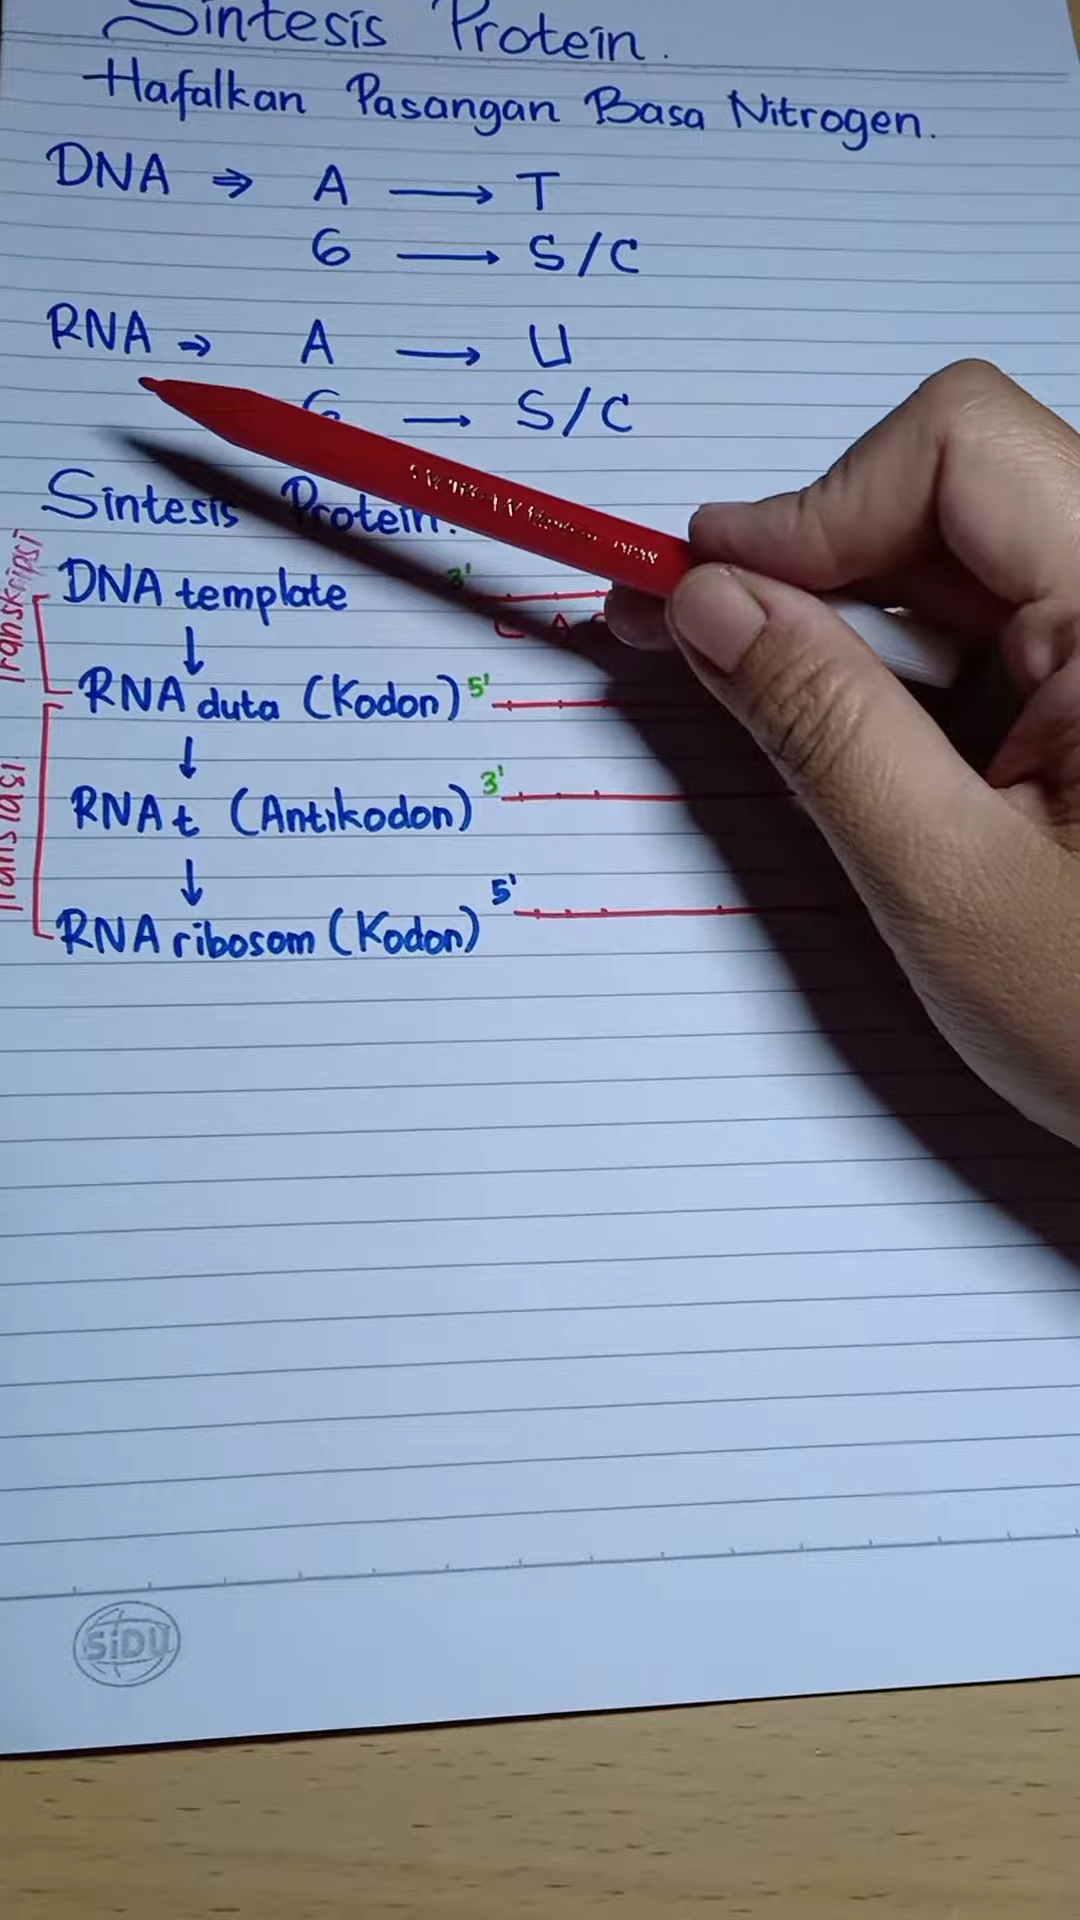 Sintesis Protein.
Hafalkan Pasangan Basa Nitrogen.
DNA ⇒ A → T
G → S/C
RNA ⇒ A → U
G → S/C
Sintesis Protein.
Transkripsi
DNA template 3'
C A
↓
RNA duta (Kodon) 5'
↓
Translasi
RNA t (Antikodon) 3'
↓
RNA ribosom (Kodon) 5'
SiDU